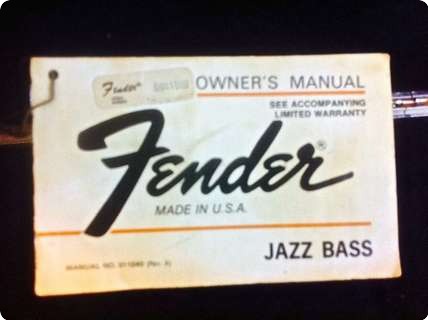 Fender
OWNER'S MANUAL
SEE ACCOMPANYING
LIMITED WARRANTY
Fender®
MADE IN U.S.A.
JAZZ BASS
MANUAL NO.